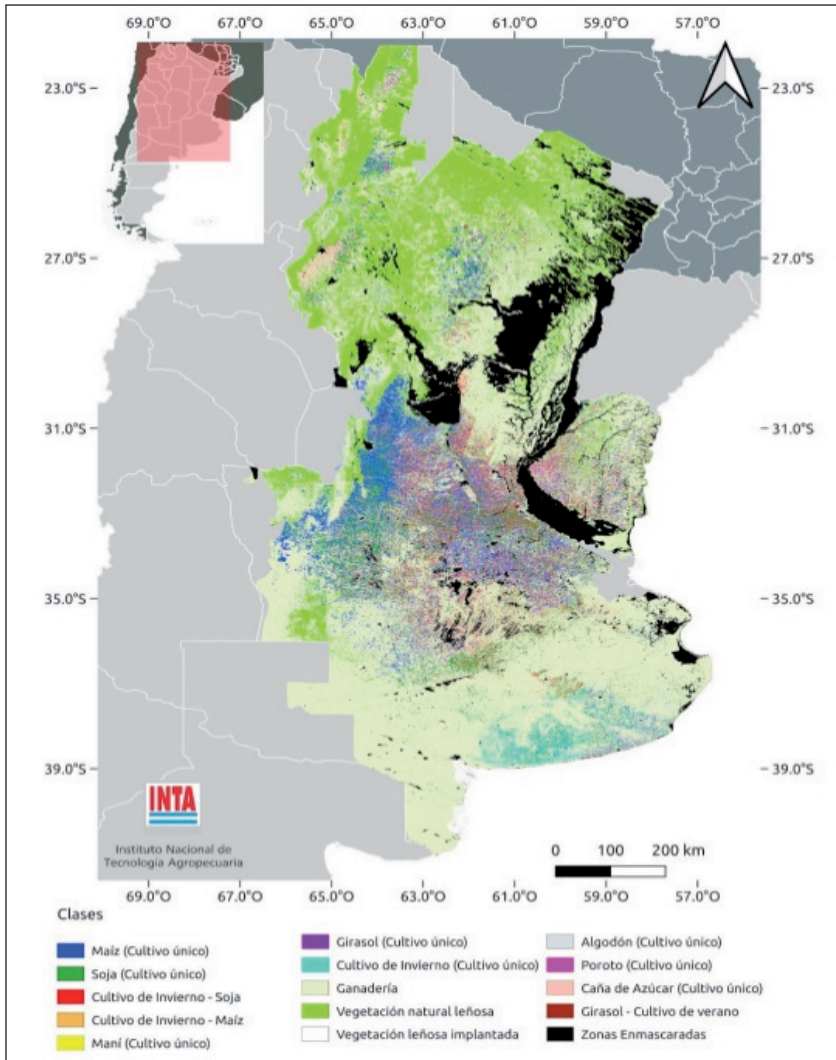 69.0°O 67.0°O 65.0°O 63.0°O 61.0°O 59.0°O 57.0°O
23.0°S 23.0°S
27.0°S 27.0°S
31.0°S 31.0°S
35.0°S 35.0°S
39.0°S 39.0°S
INTA
Instituto Nacional de
Tecnología Agropecuaria
0 100 200 km
69.0°O 67.0°O 65.0°O 63.0°O 61.0°O 59.0°O 57.0°O
Clases
Maíz (Cultivo único)
Soja (Cultivo único)
Cultivo de Invierno - Soja
Cultivo de Invierno - Maíz
Maní (Cultivo único)
Girasol (Cultivo único)
Cultivo de Invierno (Cultivo único)
Ganadería
Vegetación natural leñosa
Vegetación leñosa implantada
Algodón (Cultivo único)
Poroto (Cultivo único)
Caña de Azúcar (Cultivo único)
Girasol - Cultivo de verano
Zonas Enmascaradas